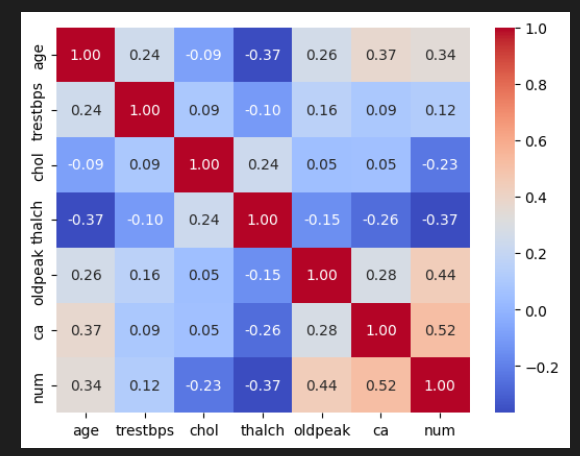 age 1.00 0.24 -0.09 -0.37 0.26 0.37 0.34
trestbps 0.24 1.00 0.09 -0.10 0.16 0.09 0.12
chol -0.09 0.09 1.00 0.24 0.05 0.05 -0.23
thalch -0.37 -0.10 0.24 1.00 -0.15 -0.26 -0.37
oldpeak 0.26 0.16 0.05 -0.15 1.00 0.28 0.44
ca 0.37 0.09 0.05 -0.26 0.28 1.00 0.52
num 0.34 0.12 -0.23 -0.37 0.44 0.52 1.00
age trestbps chol thalch oldpeak ca num
1.0
0.8
0.6
0.4
0.2
0.0
−0.2